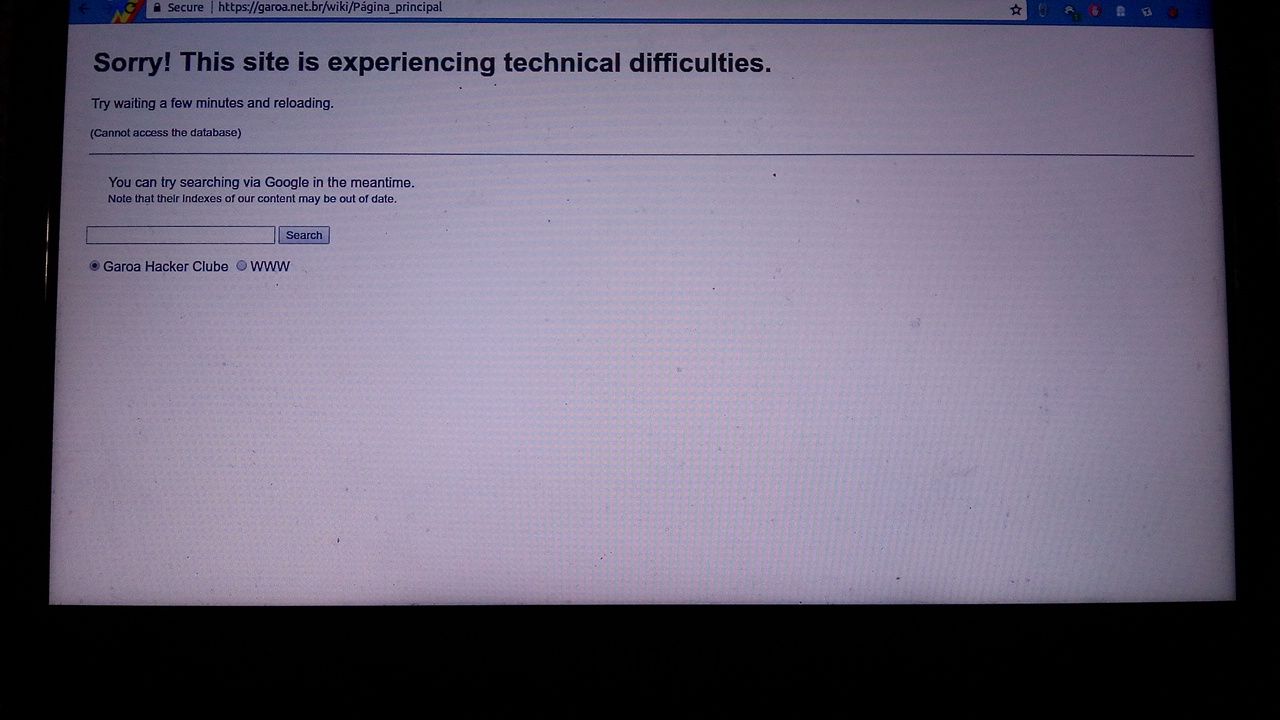 Secure | https://garoa.net.br/wiki/Página_principal
Sorry! This site is experiencing technical difficulties.
Try waiting a few minutes and reloading.
(Cannot access the database)
You can try searching via Google in the meantime.
Note that their indexes of our content may be out of date.
Search
Garoa Hacker Clube WWW